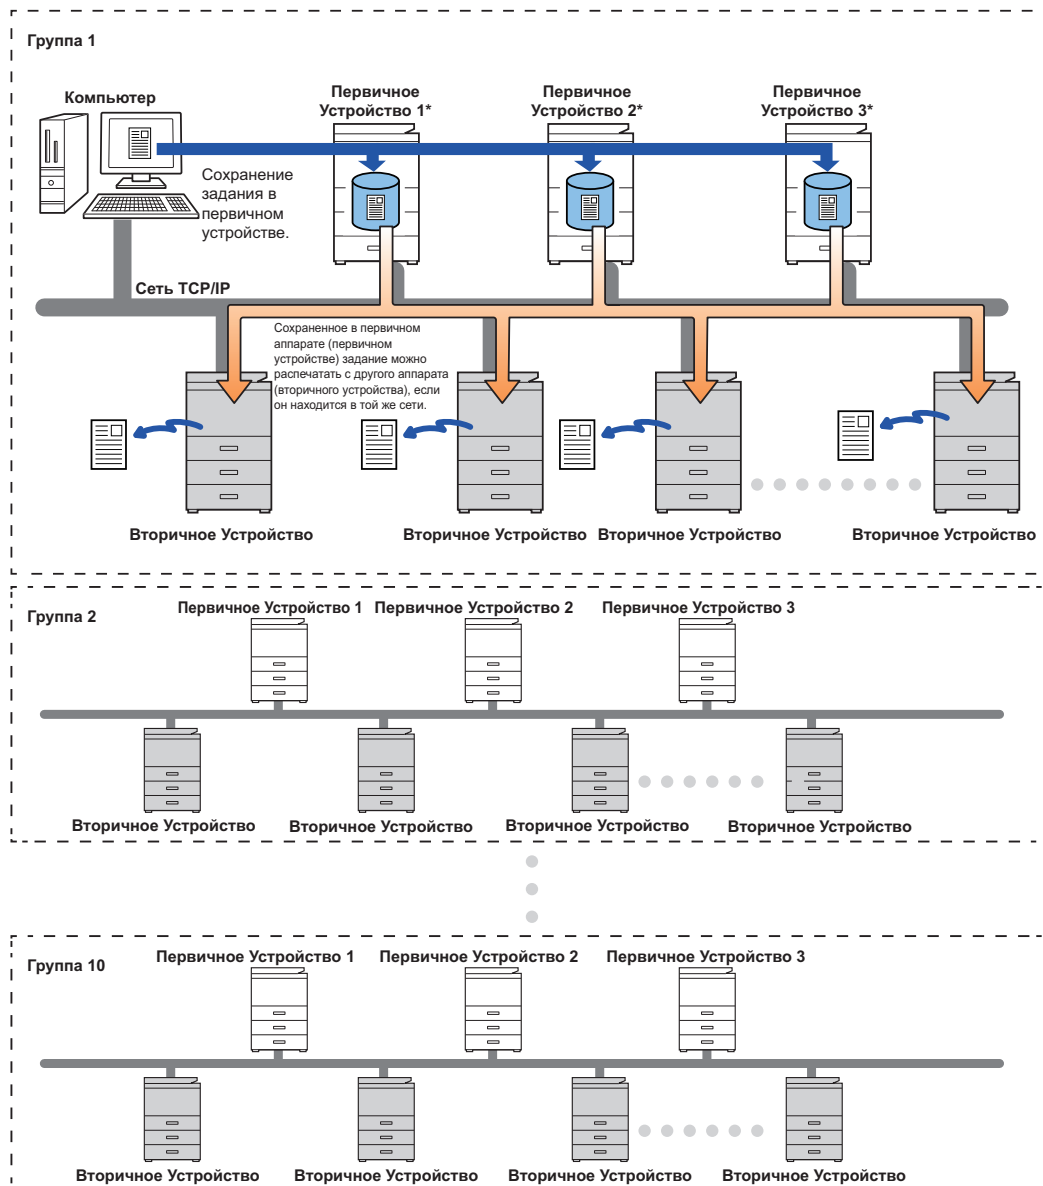 Группа 1
Компьютер
Первичное
Устройство 1*
Первичное
Устройство 2*
Первичное
Устройство 3*
Сохранение
задания в
первичном
устройстве.
Сеть TCP/IP
Сохраненное в первичном
аппарате (первичном
устройстве) задание можно
распечатать с другого аппарата
(вторичного устройства), если
он находится в той же сети.
Вторичное Устройство
Вторичное Устройство
Вторичное Устройство
Вторичное Устройство
Группа 2
Первичное Устройство 1
Первичное Устройство 2
Первичное Устройство 3
Вторичное Устройство
Вторичное Устройство
Вторичное Устройство
Вторичное Устройство
Группа 10
Первичное Устройство 1
Первичное Устройство 2
Первичное Устройство 3
Вторичное Устройство
Вторичное Устройство
Вторичное Устройство
Вторичное Устройство